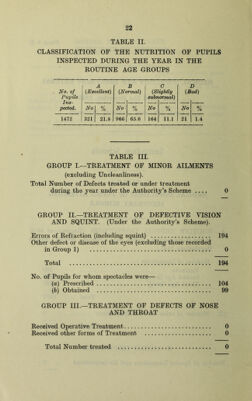 22
TABLE II.
CLASSIFICATION OF THE NUTRITION OF PUPILS
INSPECTED DURING THE YEAR IN THE
ROUTINE AGE GROUPS
No. of Pupils Ins-pected. A (Excellent) B (Normal) C (Slightly subnormal) D (Bad)
No % No % No % No %
1472 321 21.8 966 65.6 164 11.1 21 1.4
TABLE III.
GROUP I.—TREATMENT OF MINOR AILMENTS
(excluding Uncleanliness).
Total Number of Defects treated or under treatment
during the year under the Authority's Scheme .... 0
GROUP II.—TREATMENT OF DEFECTIVE VISION
AND SQUINT. (Under the Authority's Scheme).
Errors of Refraction (including squint) ................ 194
Other defect or disease of the eyes (excluding those recorded
in Group 1) .................................. 0
Total ........................................ 194
No. of Pupils for whom spectacles were—
(a) Prescribed .................................. 104
(b) Obtained .................................. 99
GROUP III.—TREATMENT OF DEFECTS OF NOSE
AND THROAT
Received Operative Treatment........................ 0
Received other forms of Treatment .................... 0
Total Number treated .......................... 0